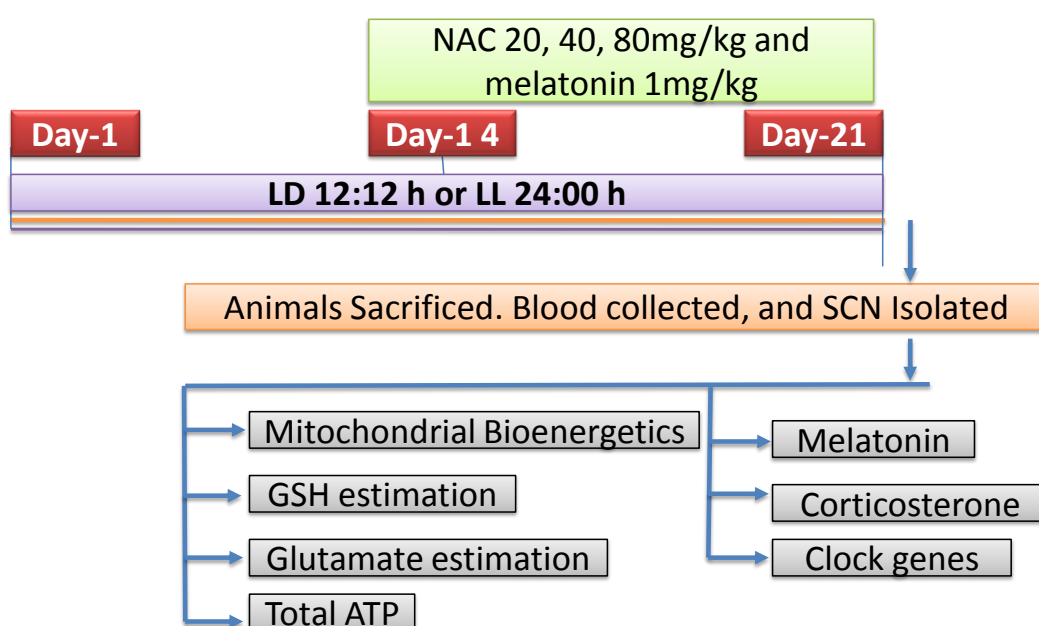 NAC 20, 40, 80mg/kg and
melatonin 1mg/kg
Day-1
Day-1 4
Day-21
LD 12:12 h or LL 24:00 h
Animals Sacrificed. Blood collected, and SCN Isolated
Mitochondrial Bioenergetics
GSH estimation
Glutamate estimation
Total ATP
Melatonin
Corticosterone
Clock genes